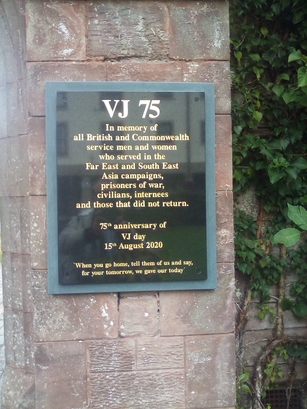 VJ 75
In memory of
all British and Commonwealth
service men and women
who served in the
Far East and South East
Asia campaigns,
prisoners of war,
civilians, internees
and those that did not return.
75th anniversary of
VJ day
15th August 2020
'When you go home, tell them of us and say,
for your tomorrow, we gave our today'